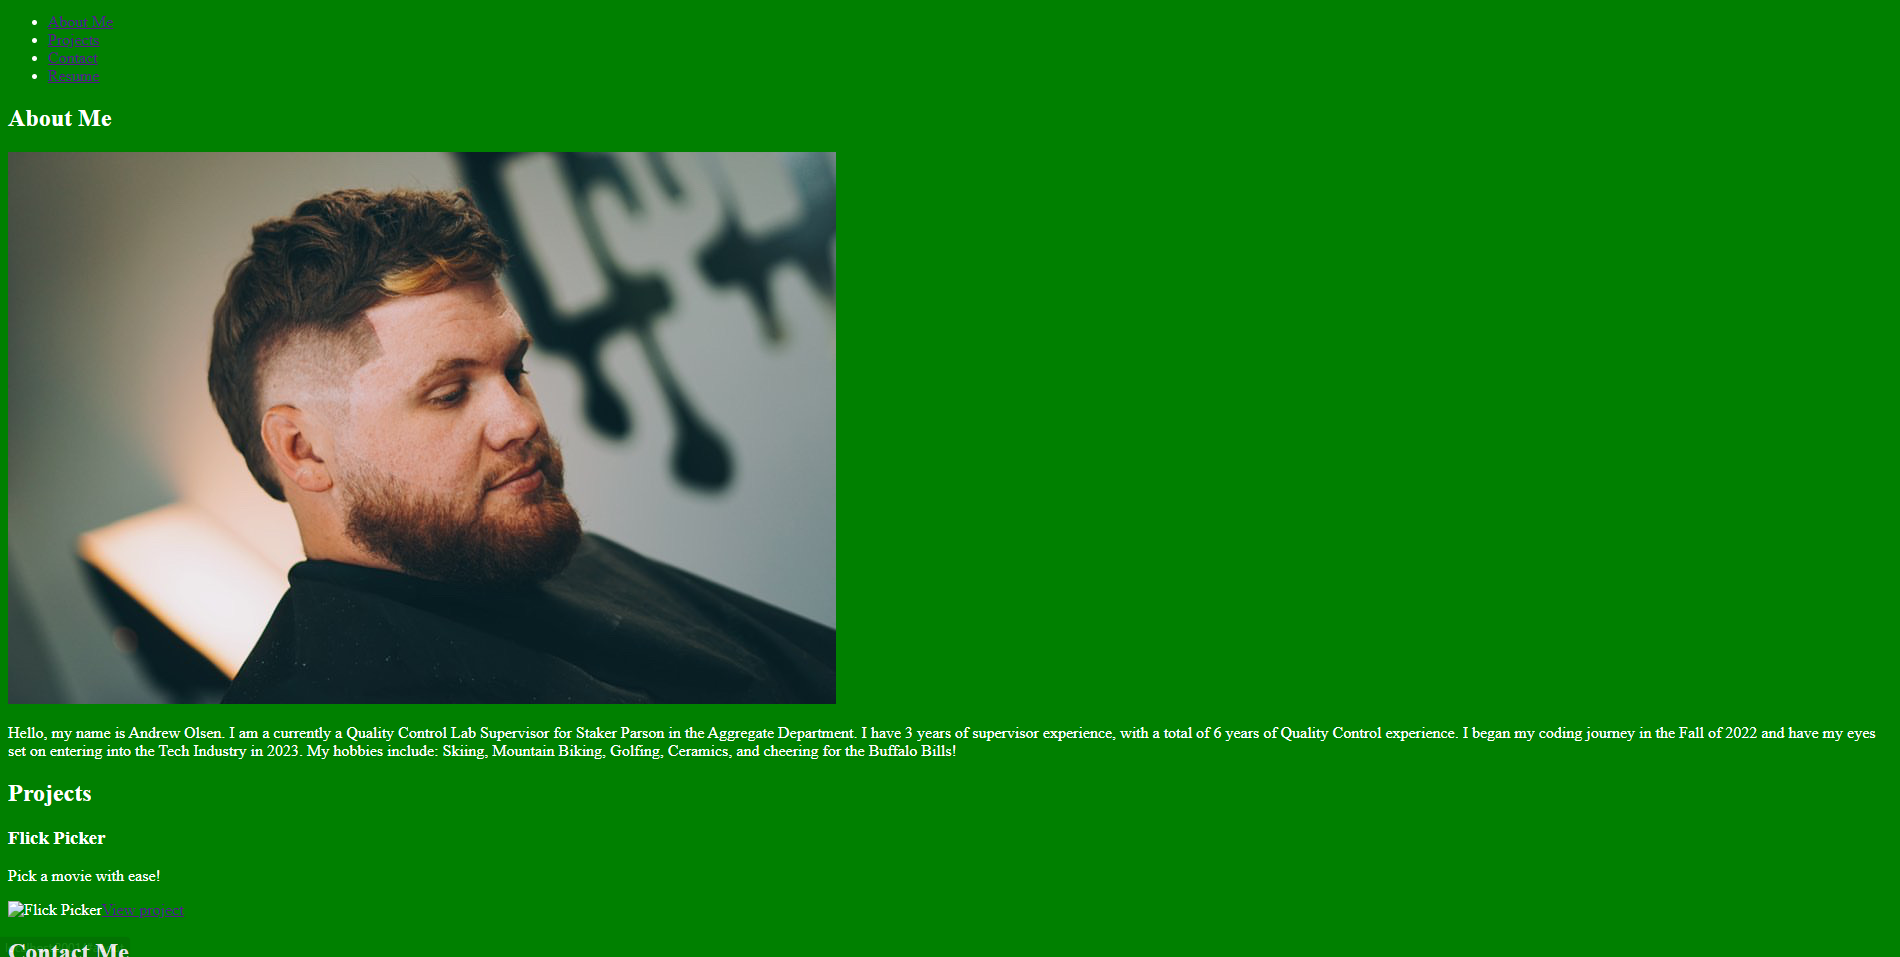 About Me
Projects
Contact
Resume
About Me
Hello, my name is Andrew Olsen. I am a currently a Quality Control Lab Supervisor for Staker Parson in the Aggregate Department. I have 3 years of supervisor experience, with a total of 6 years of Quality Control experience. I began my coding journey in the Fall of 2022 and have my eyes
set on entering into the Tech Industry in 2023. My hobbies include: Skiing, Mountain Biking, Golfing, Ceramics, and cheering for the Buffalo Bills!
Projects
Flick Picker
Pick a movie with ease!
Flick PickerView project
Contact Me